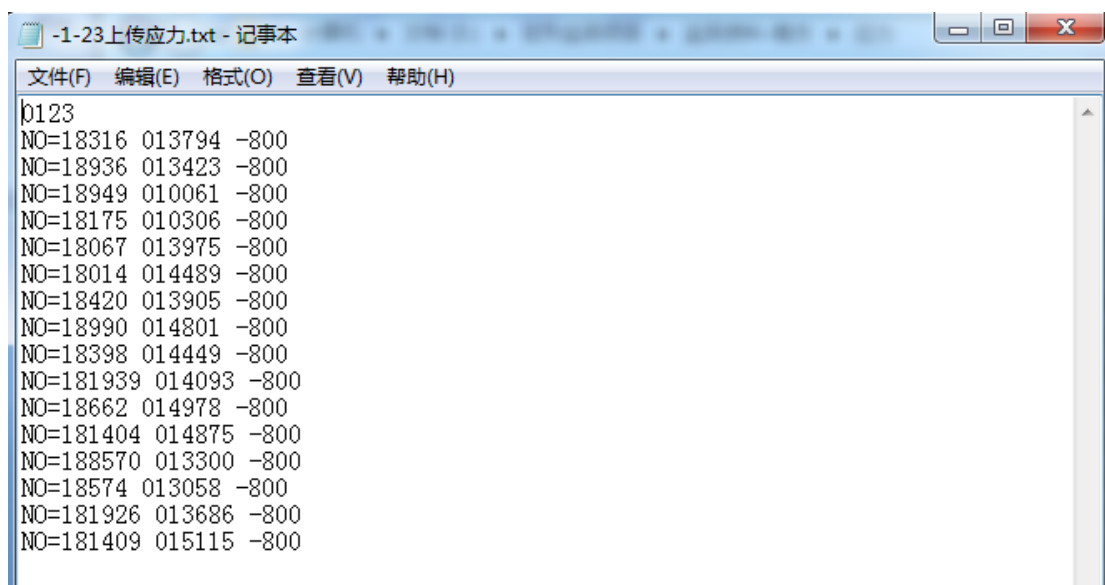 -1-23上传应力.txt - 记事本
文件(F) 编辑(E) 格式(O) 查看(V) 帮助(H)
0123
NO=18316 013794 -800
NO=18936 013423 -800
NO=18949 010061 -800
NO=18175 010306 -800
NO=18067 013975 -800
NO=18014 014489 -800
NO=18420 013905 -800
NO=18990 014801 -800
NO=18398 014449 -800
NO=181939 014093 -800
NO=18662 014978 -800
NO=181404 014875 -800
NO=188570 013300 -800
NO=18574 013058 -800
NO=181926 013686 -800
NO=181409 015115 -800